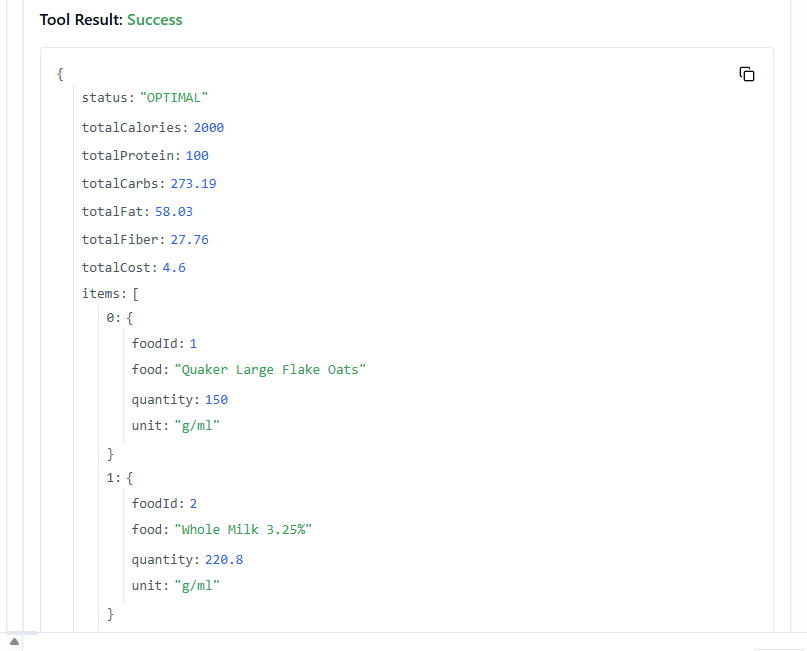 Tool Result: Success
{
status: "OPTIMAL"
totalCalories: 2000
totalProtein: 100
totalCarbs: 273.19
totalFat: 58.03
totalFiber: 27.76
totalCost: 4.6
items: [
0: {
foodId: 1
food: "Quaker Large Flake Oats"
quantity: 150
unit: "g/ml"
}
1: {
foodId: 2
food: "Whole Milk 3.25%"
quantity: 220.8
unit: "g/ml"
}